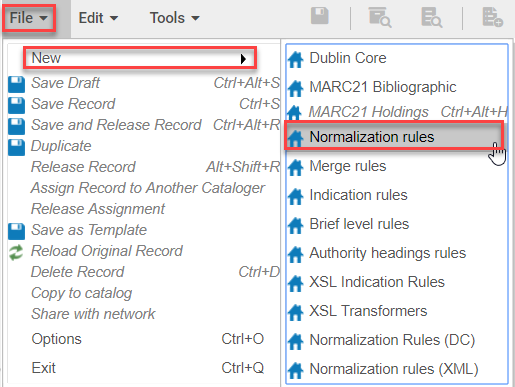 File Edit Tools
New
Save Draft Ctrl+Alt+S
Save Record Ctrl+S
Save and Release Record Ctrl+Alt+R
Duplicate
Release Record Alt+Shift+R
Assign Record to Another Cataloger
Release Assignment
Save as Template
Reload Original Record
Delete Record Ctrl+D
Copy to catalog
Share with network
Options Ctrl+O
Exit Ctrl+Q
Dublin Core
MARC21 Bibliographic
MARC21 Holdings Ctrl+Alt+H
Normalization rules
Merge rules
Indication rules
Brief level rules
Authority headings rules
XSL Indication Rules
XSL Transformers
Normalization Rules (DC)
Normalization rules (XML)